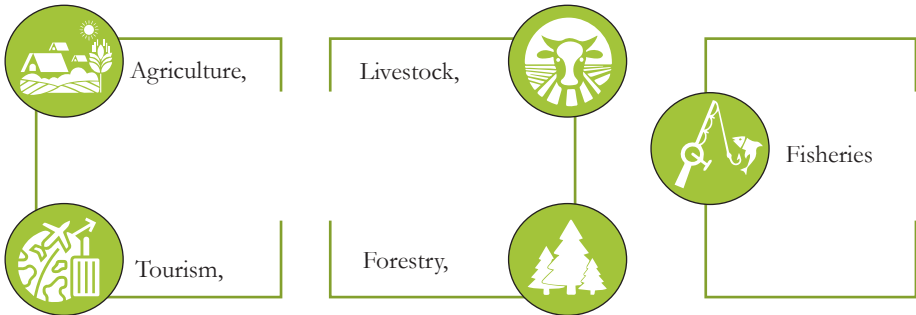 Agriculture,
Livestock,
Fisheries
Tourism,
Forestry,